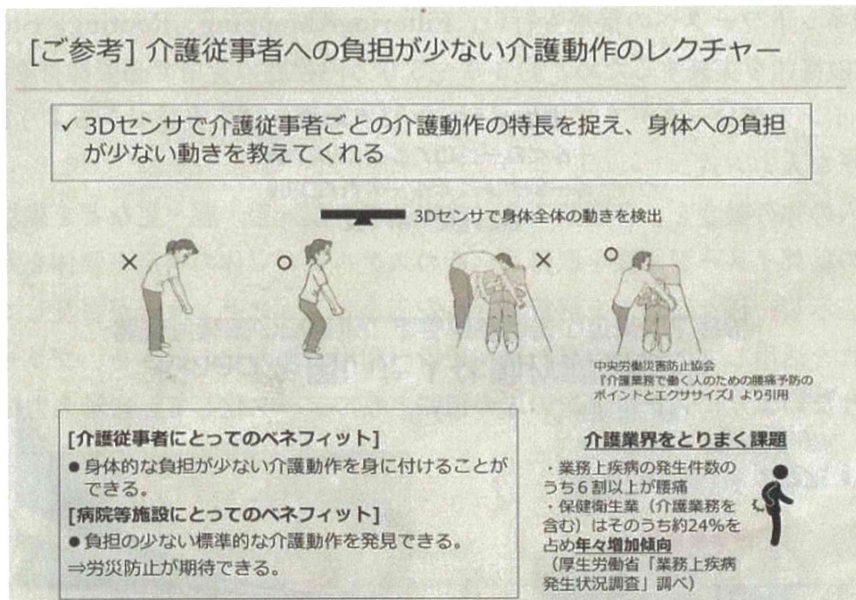 [ご参考] 介護従事者への負担が少ない介護動作のレクチャー
✓ 3Dセンサで介護従事者ごとの介護動作の特長を捉え、身体への負担
が少ない動きを教えてくれる
3Dセンサで身体全体の動きを検出
× ○ × ○
中央労働災害防止協会
『介護業務で働く人のための腰痛予防の
ポイントとエクササイズ』より引用
[介護従事者にとってのベネフィット]
● 身体的な負担が少ない介護動作を身に付けることが
できる。
[病院等施設にとってのベネフィット]
● 負担の少ない標準的な介護動作を発見できる。
⇒労災防止が期待できる。
介護業界をとりまく課題
・業務上疾病の発生件数の
うち６割以上が腰痛
・保健衛生業（介護業務を
含む）はそのうち約24%を
占め年々増加傾向
（厚生労働省「業務上疾病
発生状況調査」調べ）